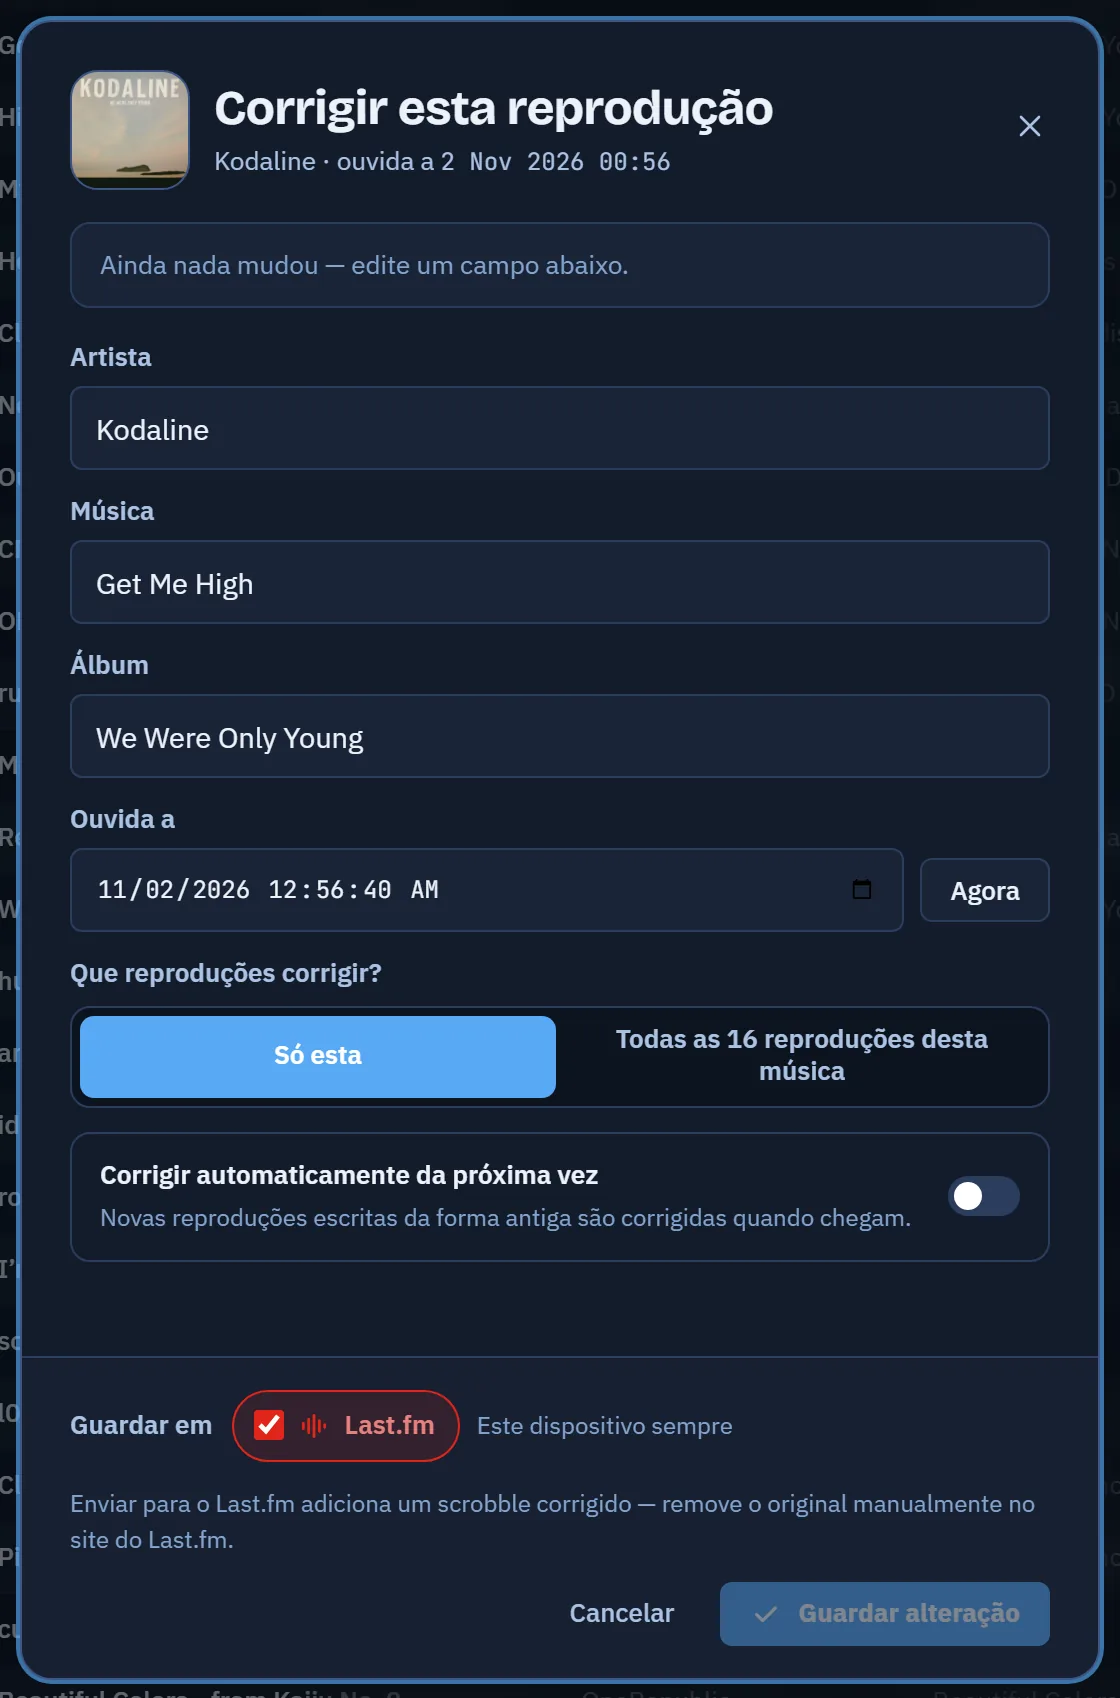 KODALINE
Corrigir esta reprodução
Kodaline · ouvida a 2 Nov 2026 00:56
Ainda nada mudou — edite um campo abaixo.
Artista
Kodaline
Música
Get Me High
Álbum
We Were Only Young
Ouvida a
11/02/2026 12:56:40 AM
Agora
Que reproduções corrigir?
Só esta
Todas as 16 reproduções desta
música
Corrigir automaticamente da próxima vez
Novas reproduções escritas da forma antiga são corrigidas quando chegam.
Guardar em
Last.fm
Este dispositivo sempre
Enviar para o Last.fm adiciona um scrobble corrigido — remove o original manualmente no
site do Last.fm.
Cancelar
Guardar alteração